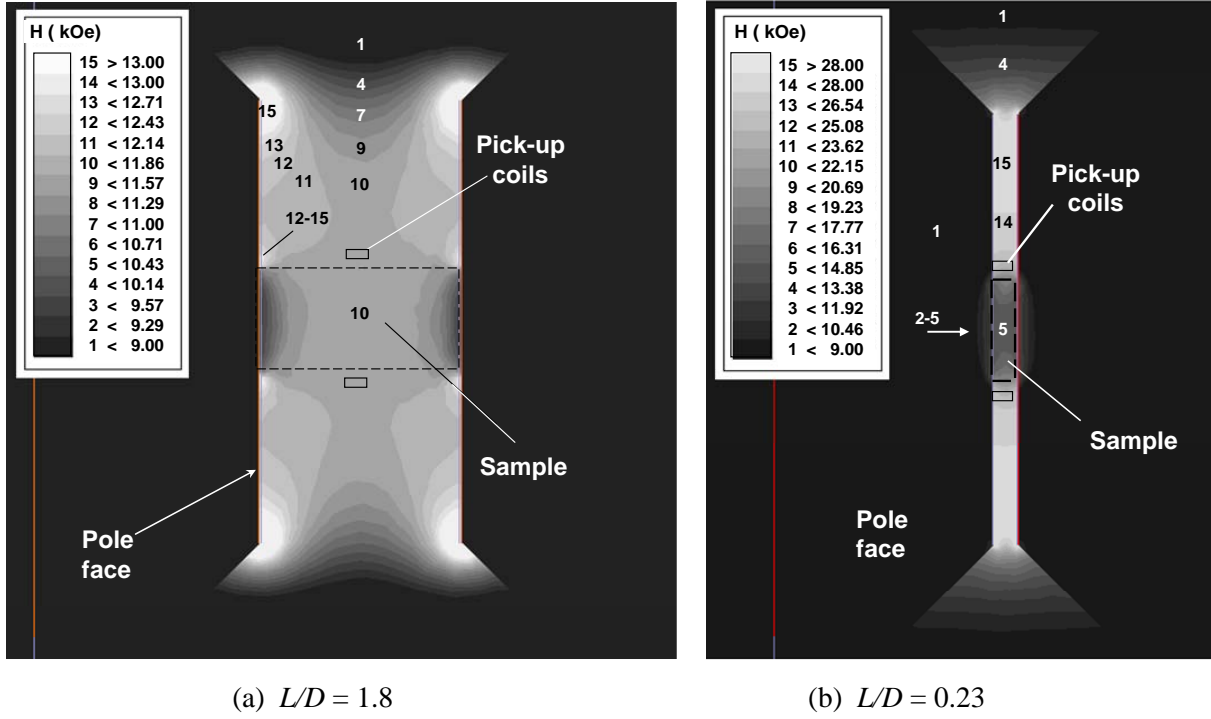 H ( kOe)
15 > 13.00
14 < 13.00
13 < 12.71
12 < 12.43
11 < 12.14
10 < 11.86
9 < 11.57
8 < 11.29
7 < 11.00
6 < 10.71
5 < 10.43
4 < 10.14
3 < 9.57
2 < 9.29
1 < 9.00
1
4
7
15
13
9
12
11
10
12-15
10
Pick-up
coils
Sample
Pole
face
(a) L/D = 1.8
H ( kOe)
15 > 28.00
14 < 28.00
13 < 26.54
12 < 25.08
11 < 23.62
10 < 22.15
9 < 20.69
8 < 19.23
7 < 17.77
6 < 16.31
5 < 14.85
4 < 13.38
3 < 11.92
2 < 10.46
1 < 9.00
1
4
15
14
1
2-5
5
Pick-up
coils
Sample
Pole
face
(b) L/D = 0.23